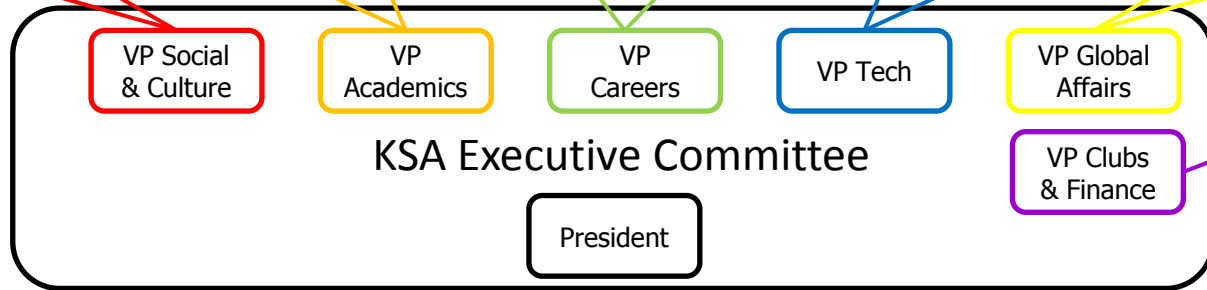 VP Social
& Culture
VP
Academics
VP
Careers
VP Tech
VP Global
Affairs
KSA Executive Committee
VP Clubs
& Finance
President